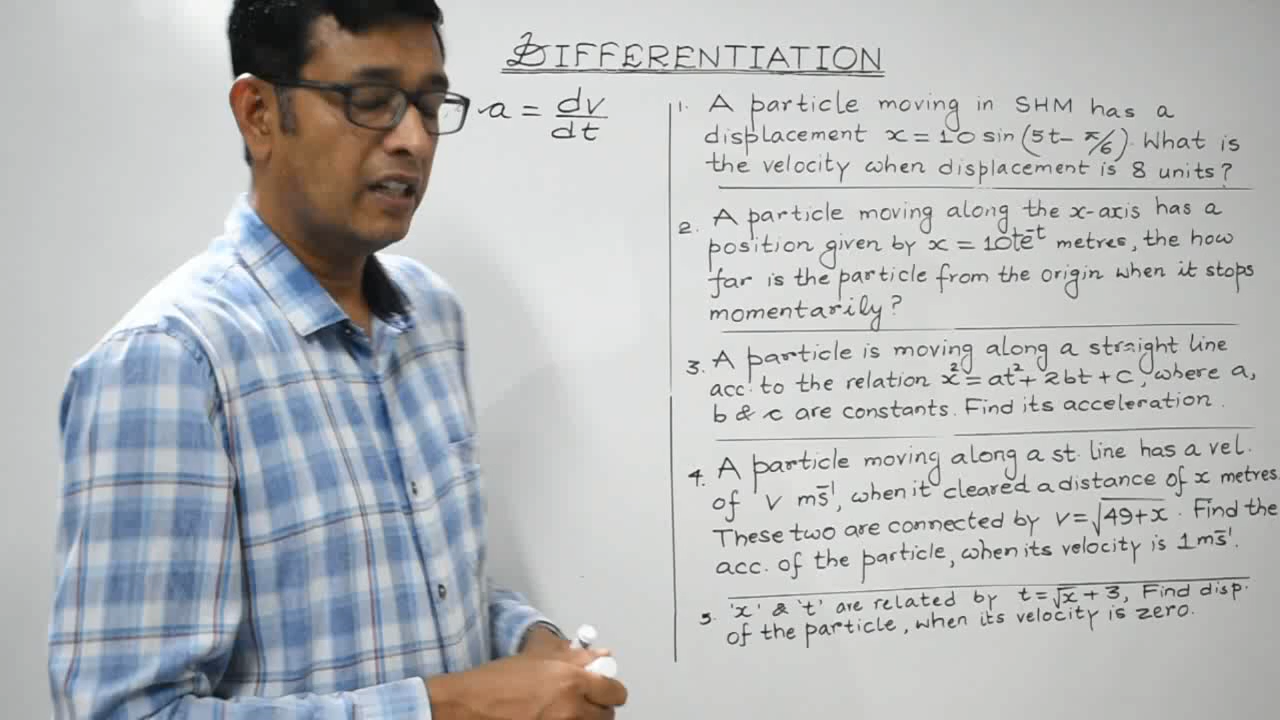 DIFFERENTIATION
a = dv/dt
1. A particle moving in SHM has a
displacement x = 10 sin (5t – π/6). What is
the velocity when displacement is 8 units?
2. A particle moving along the x-axis has a
position given by x = 10te⁻ᵗ metres, the how
far is the particle from the origin when it stops
momentarily?
3. A particle is moving along a straight line
acc. to the relation x² = at² + 2bt + c, where a,
b & c are constants. Find its acceleration.
4. A particle moving along a st. line has a vel.
of v ms⁻¹, when it cleared a distance of x metres.
These two are connected by v = √49+x. Find the
acc. of the particle, when its velocity is 1ms⁻¹.
5. 'x' & 't' are related by t = √x + 3, Find disp.
of the particle, when its velocity is zero.